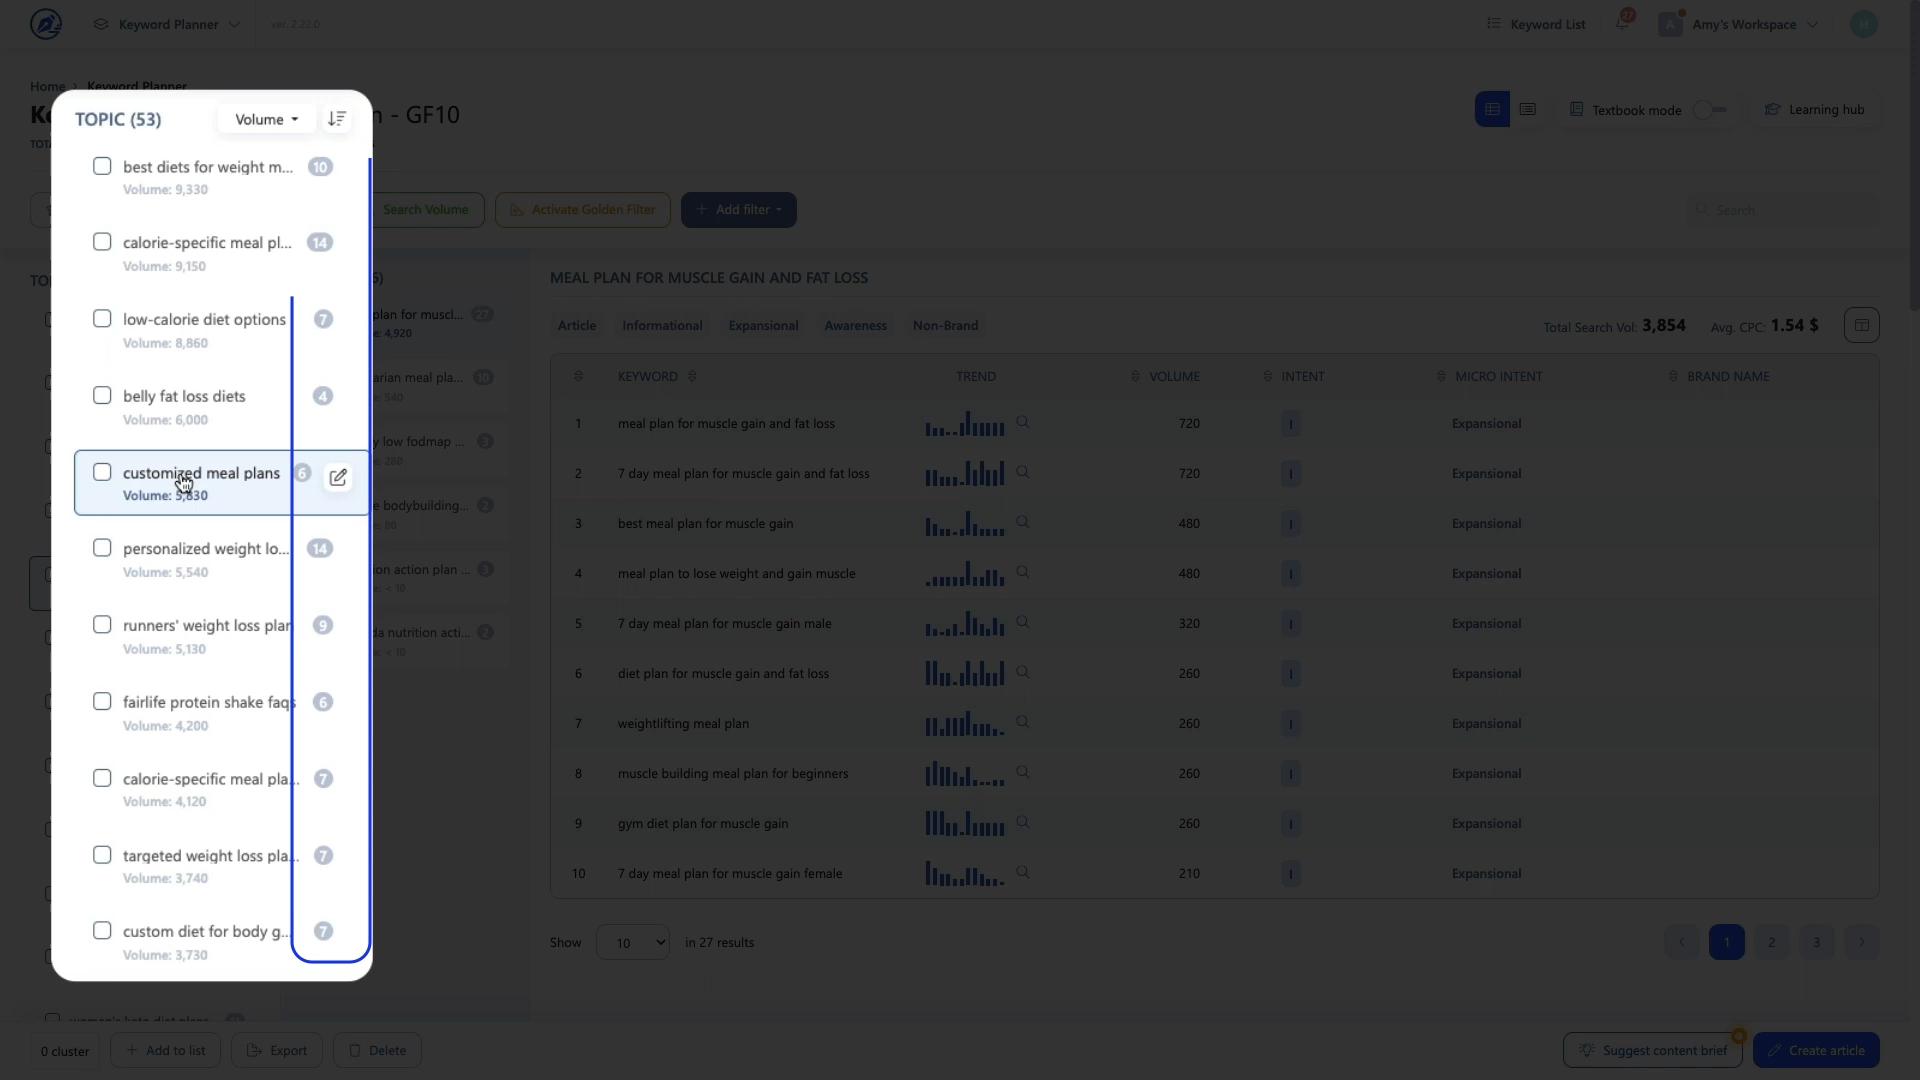 Keyword Planner
ver. 2.22.0
Keyword List
27
A
Amy's Workspace
H
Home > Keyword Planner
- GF10
Textbook mode
Learning hub
TOPIC (53)
Volume
best diets for weight m... 10
Volume: 9,330
calorie-specific meal pl... 14
Volume: 9,150
low-calorie diet options 7
Volume: 8,860
belly fat loss diets 4
Volume: 6,000
customized meal plans 6
Volume: 5,830
personalized weight lo... 14
Volume: 5,540
runners' weight loss plan 9
Volume: 5,130
fairlife protein shake faqs 6
Volume: 4,200
calorie-specific meal pla... 7
Volume: 4,120
targeted weight loss pla... 7
Volume: 3,740
custom diet for body g... 7
Volume: 3,730
Search Volume
Activate Golden Filter
+ Add filter
Search
plan for muscl... 27
4,920
arian meal pla... 10
540
y low fodmap ... 3
280
bodybuilding... 2
80
on action plan ... 3
< 10
da nutrition acti... 2
< 10
MEAL PLAN FOR MUSCLE GAIN AND FAT LOSS
Article Informational Expansional Awareness Non-Brand
Total Search Vol: 3,854 Avg. CPC: 1.54 $
KEYWORD TREND VOLUME INTENT MICRO INTENT BRAND NAME
1 meal plan for muscle gain and fat loss 720 I Expansional
2 7 day meal plan for muscle gain and fat loss 720 I Expansional
3 best meal plan for muscle gain 480 I Expansional
4 meal plan to lose weight and gain muscle 480 I Expansional
5 7 day meal plan for muscle gain male 320 I Expansional
6 diet plan for muscle gain and fat loss 260 I Expansional
7 weightlifting meal plan 260 I Expansional
8 muscle building meal plan for beginners 260 I Expansional
9 gym diet plan for muscle gain 260 I Expansional
10 7 day meal plan for muscle gain female 210 I Expansional
Show 10 in 27 results
< 1 2 3 >
women's keto diet plans
0 cluster
+ Add to list
Export
Delete
Suggest content brief
Create article